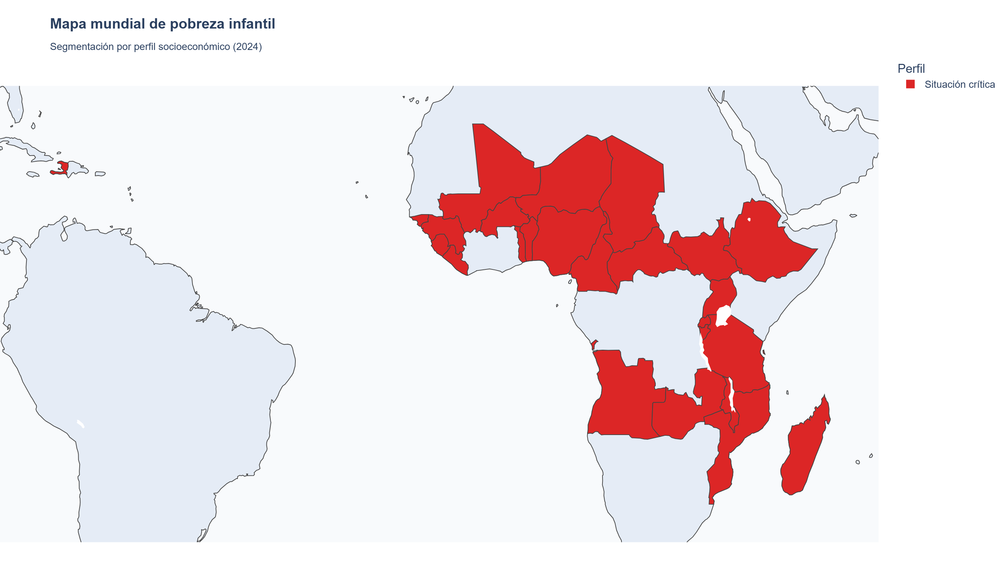 Mapa mundial de pobreza infantil
Segmentación por perfil socioeconómico (2024)
Perfil
Situación crítica